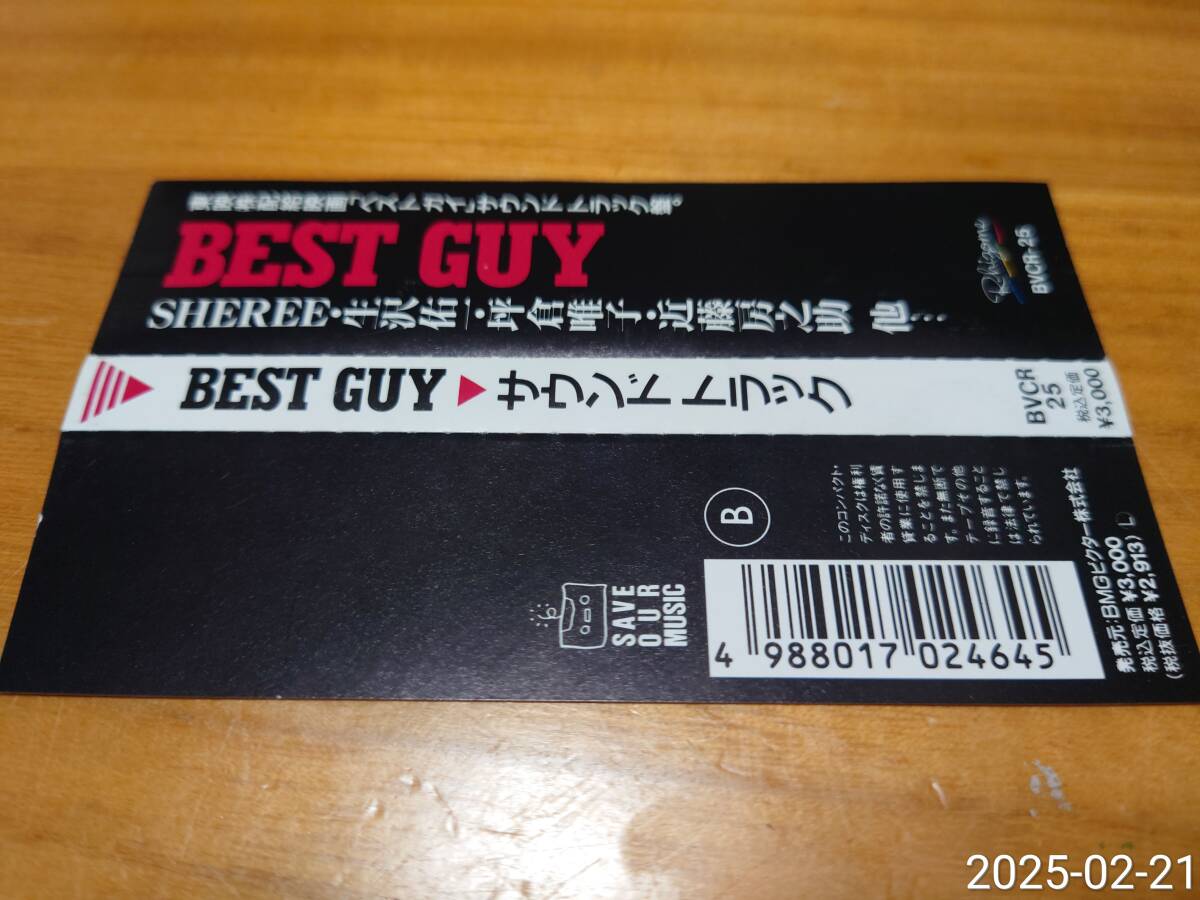 東映株配給映画「ベストガイ」サウンドトラック盤。
BEST GUY
SHEREE・生沢佑一・坪倉唯子・近藤房之助 他…
Rhizome
BVCR-25
BEST GUY ▶ サウンドトラック
BVCR
25
税込定価
¥3,000
B
このコンパクト・
ディスクは権利
者の許諾なく賃
貸業に使用す
ることを禁じま
す。また無断で
テープその他
に録音すること
は法律で禁じ
られています。
SAVE
OUR
MUSIC
4 988017 024645
発売元:BMGビクター株式会社
税込定価 ¥3,000
(税抜価格 ¥2,913) L
2025-02-21